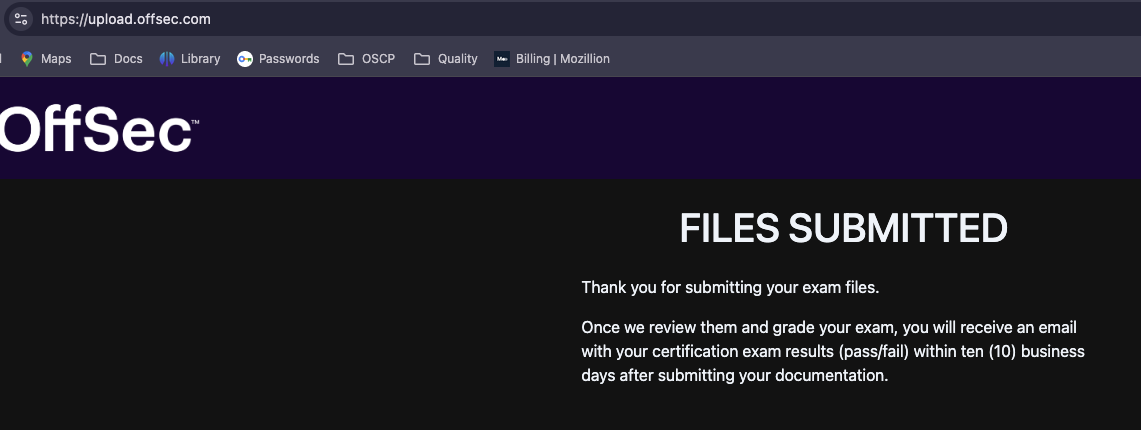 https://upload.offsec.com
Maps Docs Library Passwords OSCP Quality Billing | Mozillion
OffSec™
FILES SUBMITTED
Thank you for submitting your exam files.
Once we review them and grade your exam, you will receive an email
with your certification exam results (pass/fail) within ten (10) business
days after submitting your documentation.